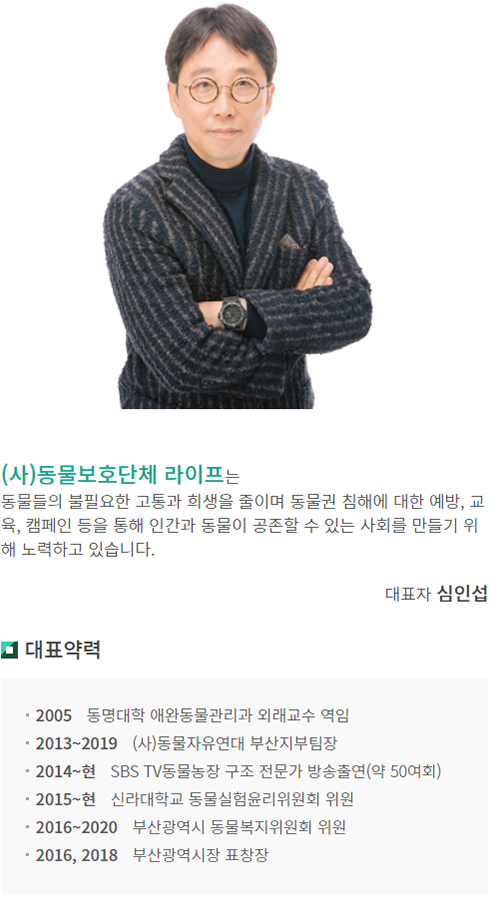 (사)동물보호단체 라이프는
동물들의 불필요한 고통과 희생을 줄이며 동물권 침해에 대한 예방, 교
육, 캠페인 등을 통해 인간과 동물이 공존할 수 있는 사회를 만들기 위
해 노력하고 있습니다.
대표자 심인섭
대표약력
2005 동명대학 애완동물관리과 외래교수 역임
2013~2019 (사)동물자유연대 부산지부팀장
2014~현 SBS TV동물농장 구조 전문가 방송출연(약 50여회)
2015~현 신라대학교 동물실험윤리위원회 위원
2016~2020 부산광역시 동물복지위원회 위원
2016, 2018 부산광역시장 표창장